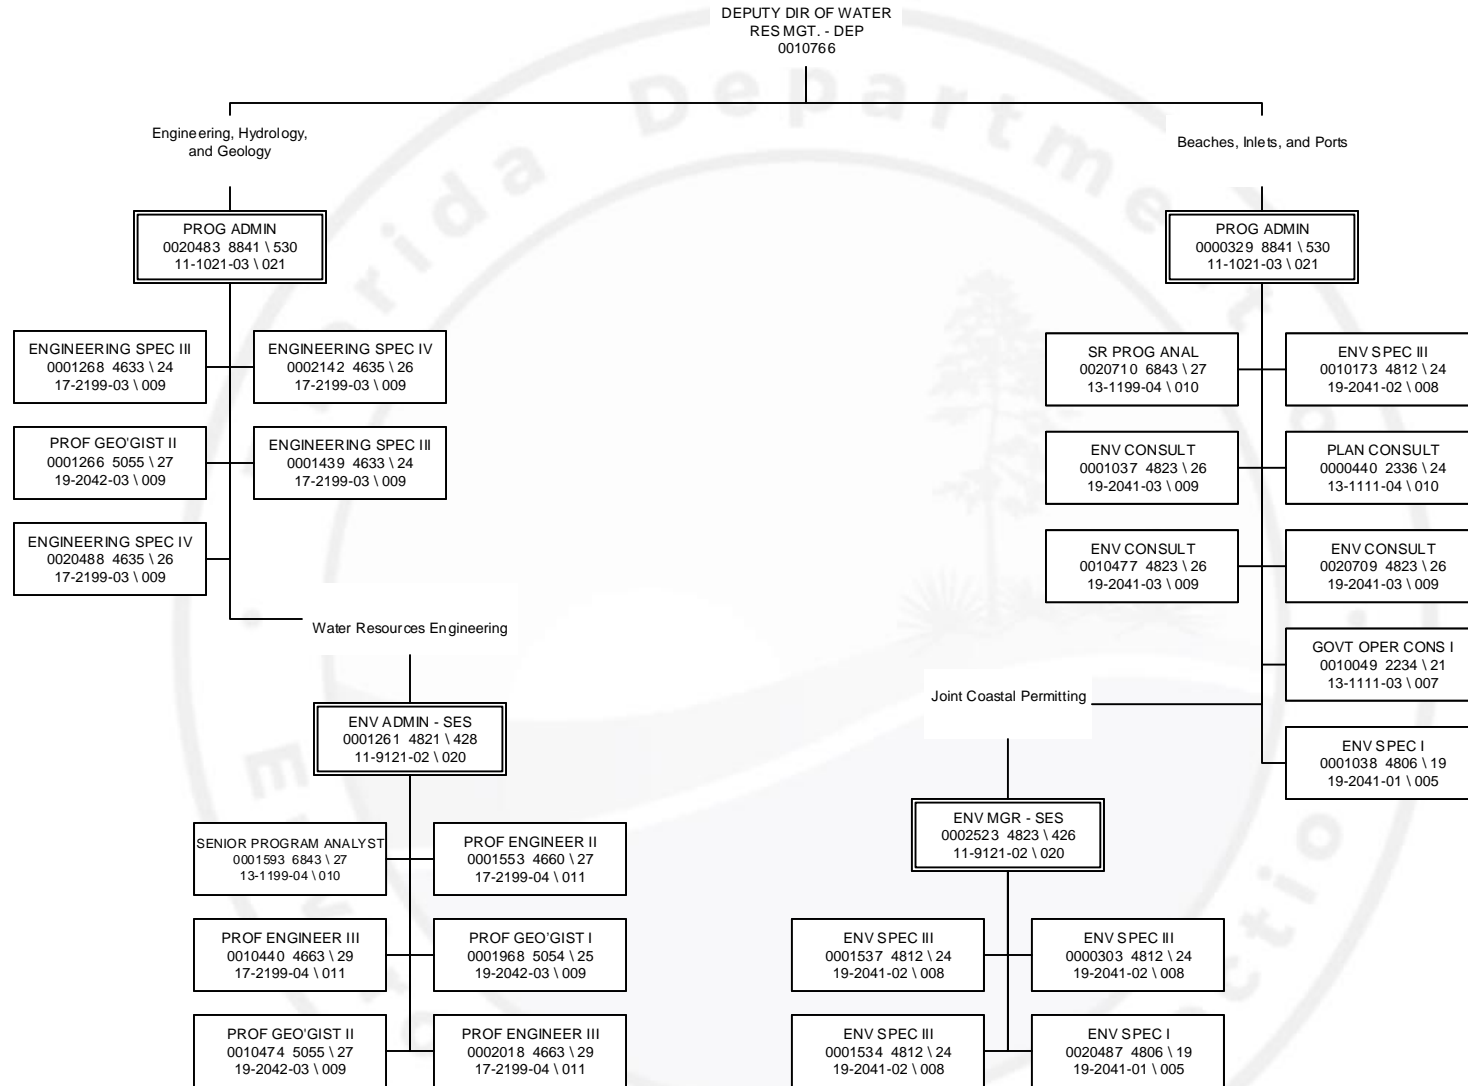 DEPUTY DIR OF WATER
RES MGT. - DEP
0010766
Engineering, Hydrology,
and Geology
Beaches, Inlets, and Ports
PROG ADMIN
0020483 8841 \ 530
11-1021-03 \ 021
PROG ADMIN
0000329 8841 \ 530
11-1021-03 \ 021
ENGINEERING SPEC III
0001268 4633 \ 24
17-2199-03 \ 009
ENGINEERING SPEC IV
0002142 4635 \ 26
17-2199-03 \ 009
SR PROG ANAL
0020710 6843 \ 27
13-1199-04 \ 010
ENV SPEC III
0010173 4812 \ 24
19-2041-02 \ 008
PROF GEO'GIST II
0001266 5055 \ 27
19-2042-03 \ 009
ENGINEERING SPEC III
0001439 4633 \ 24
17-2199-03 \ 009
ENV CONSULT
0001037 4823 \ 26
19-2041-03 \ 009
PLAN CONSULT
0000440 2336 \ 24
13-1111-04 \ 010
ENGINEERING SPEC IV
0020488 4635 \ 26
17-2199-03 \ 009
ENV CONSULT
0010477 4823 \ 26
19-2041-03 \ 009
ENV CONSULT
0020709 4823 \ 26
19-2041-03 \ 009
Water Resources Engineering
GOVT OPER CONS I
0010049 2234 \ 21
13-1111-03 \ 007
Joint Coastal Permitting
ENV ADMIN - SES
0001261 4821 \ 428
11-9121-02 \ 020
ENV SPEC I
0001038 4806 \ 19
19-2041-01 \ 005
ENV MGR - SES
0002523 4823 \ 426
11-9121-02 \ 020
SENIOR PROGRAM ANALYST
0001593 6843 \ 27
13-1199-04 \ 010
PROF ENGINEER II
0001553 4660 \ 27
17-2199-04 \ 011
PROF ENGINEER III
0010440 4663 \ 29
17-2199-04 \ 011
PROF GEO'GIST I
0001968 5054 \ 25
19-2042-03 \ 009
ENV SPEC III
0001537 4812 \ 24
19-2041-02 \ 008
ENV SPEC III
0000303 4812 \ 24
19-2041-02 \ 008
PROF GEO'GIST II
0010474 5055 \ 27
19-2042-03 \ 009
PROF ENGINEER III
0002018 4663 \ 29
17-2199-04 \ 011
ENV SPEC III
0001534 4812 \ 24
19-2041-02 \ 008
ENV SPEC I
0020487 4806 \ 19
19-2041-01 \ 005